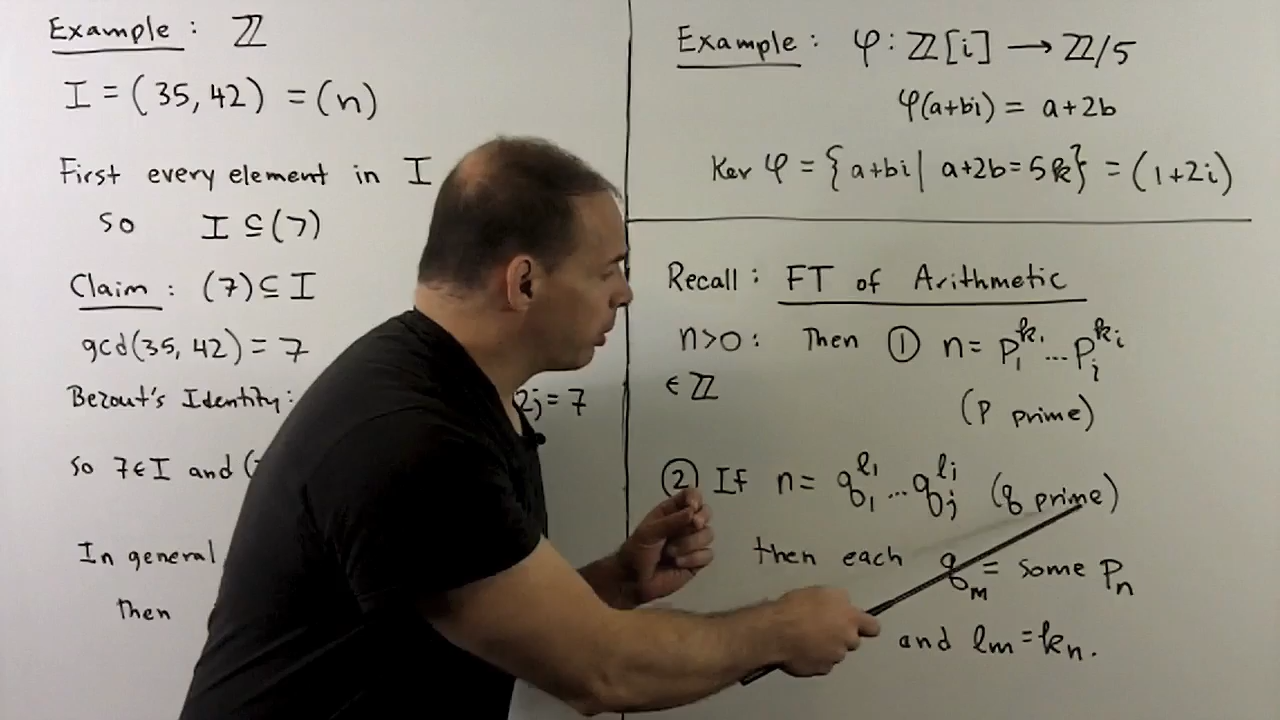 Example : ℤ
I = (35, 42) = (n)
First every element in I
so I ⊆ (7)
Claim : (7) ⊆ I
gcd(35, 42) = 7
Bezout's Identity: 2j = 7
so 7 ∈ I and (
In general
then
Example : φ : ℤ[i] → ℤ/5
φ(a+bi) = a+2b
Ker φ = {a+bi | a+2b=5k} = (1+2i)
Recall : FT of Arithmetic
n>0 : Then ① n = p₁^k₁ ... pᵢ^kᵢ
∈ ℤ
(p prime)
② If n = q₁^l₁ ... qⱼ^lⱼ (q prime)
then each qₘ = some pₙ
and lₘ = kₙ.